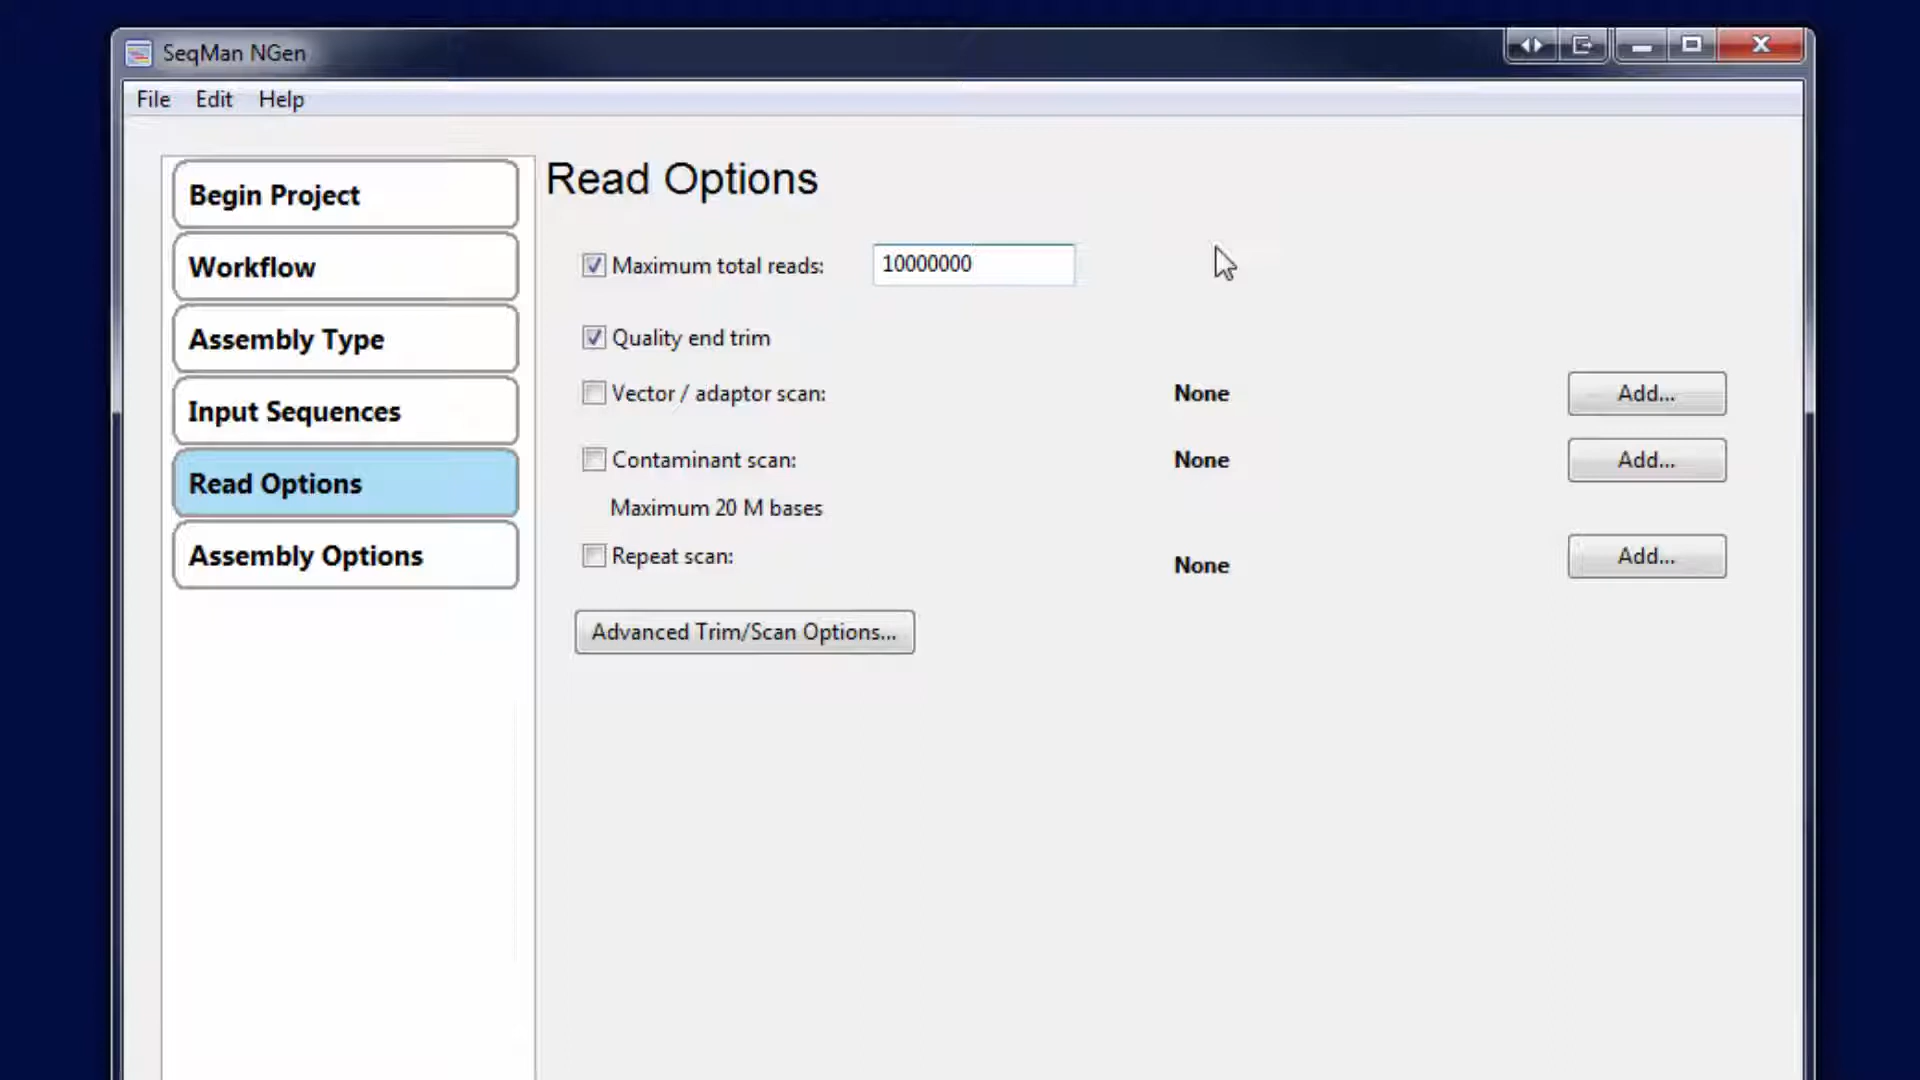 SeqMan NGen
File Edit Help
Begin Project
Workflow
Assembly Type
Input Sequences
Read Options
Assembly Options
Read Options
Maximum total reads: 10000000
Quality end trim
Vector / adaptor scan: None Add...
Contaminant scan: None Add...
Maximum 20 M bases
Repeat scan: None Add...
Advanced Trim/Scan Options...